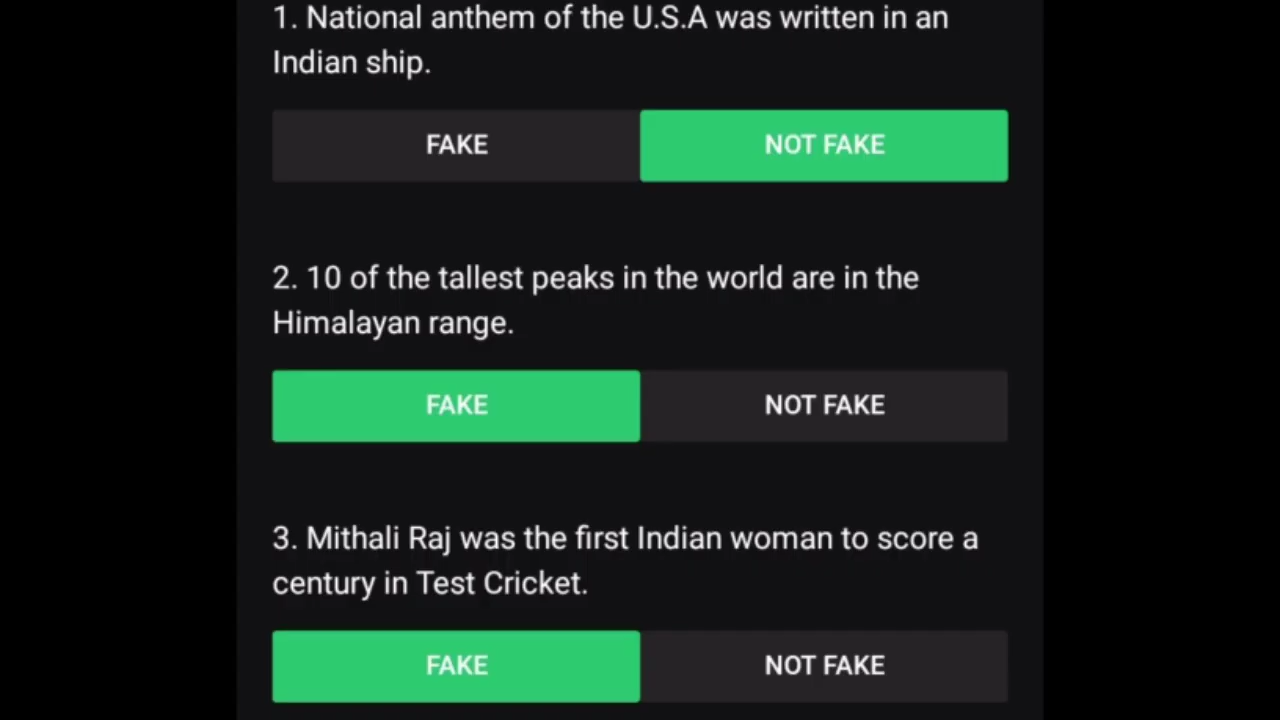 1. National anthem of the U.S.A was written in an
Indian ship.
FAKE NOT FAKE
2. 10 of the tallest peaks in the world are in the
Himalayan range.
FAKE NOT FAKE
3. Mithali Raj was the first Indian woman to score a
century in Test Cricket.
FAKE NOT FAKE